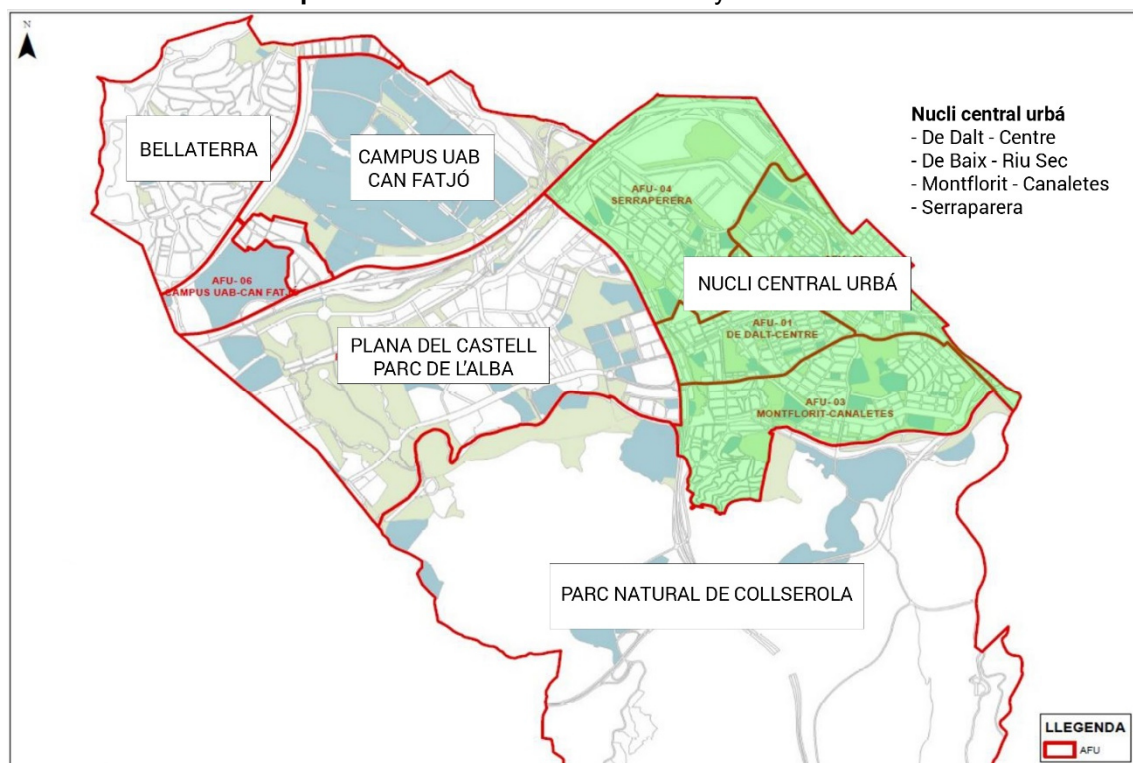 N
BELLATERRA
CAMPUS UAB
CAN FATJÓ
Nucli central urbá
- De Dalt - Centre
- De Baix - Riu Sec
- Montflorit - Canaletes
- Serraparera
AFU- 04
SERRAPERERA
NUCLI CENTRAL URBÁ
AFU- 06
CAMPUS UAB-CAN FATJÓ
AFU- 01
DE DALT-CENTRE
PLANA DEL CASTELL
PARC DE L'ALBA
AFU- 03
MONTFLORIT-CANALETES
PARC NATURAL DE COLLSEROLA
LLEGENDA
AFU